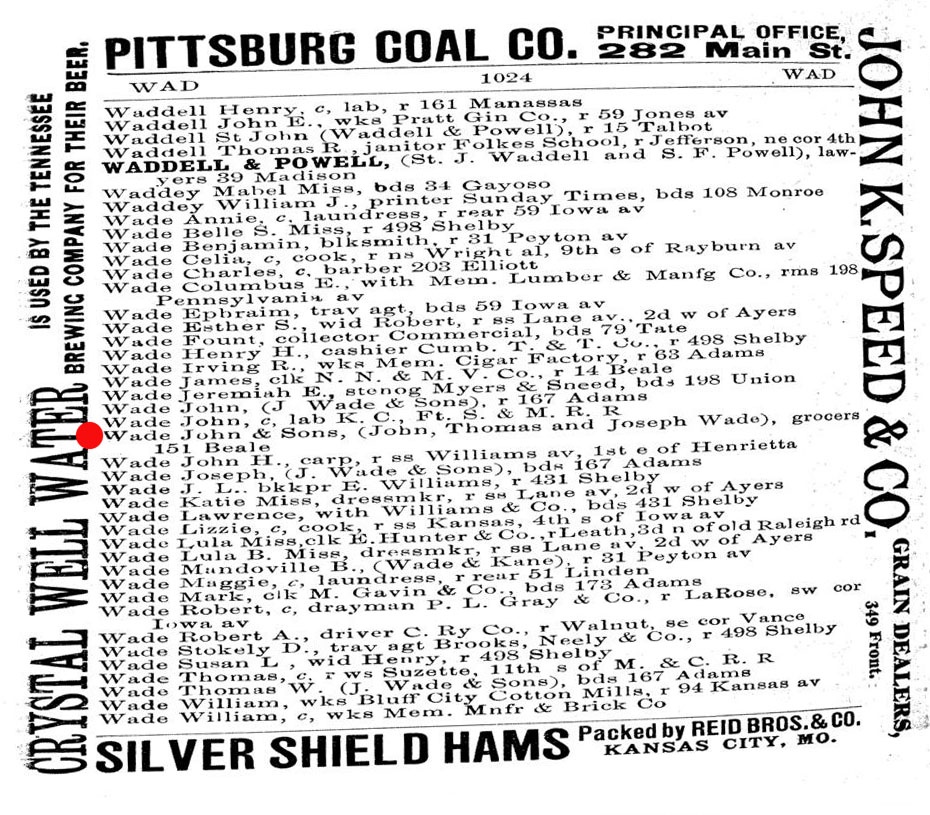 PITTSBURG COAL CO. PRINCIPAL OFFICE,
282 Main St.
WAD 1024 WAD
Waddell Henry, c, lab, r 161 Manassas
Waddell John E., wks Pratt Gin Co., r 59 Jones av
Waddell St. John (Waddell & Powell), r 15 Talbot
Waddell Thomas R , janitor Folkes School, r Jefferson, ne cor 4th
WADDELL & POWELL, (St. J. Waddell and S. F. Powell), law-
yers 39 Madison
Waddey Mabel Miss, bds 34 Gayoso
Waddey William J., printer Sunday Times, bds 108 Monroe
Wade Annie, c, laundress, r rear 59 Iowa av
Wade Belle S. Miss, r 498 Shelby
Wade Benjamin, blksmith, r 31 Peyton av
Wade Celia, c, cook, r ns Wright al, 9th e of Rayburn av
Wade Charles, c, barber 203 Elliott
Wade Columbus E., with Mem. Lumber & Manfg Co., rms 198
Pennsylvania av
Wade Ephraim, trav agt, bds 59 Iowa av
Wade Esther S., wid Robert, r ss Lane av., 2d w of Ayers
Wade Fount, collector Commercial, bds 79 Tate
Wade Henry H., cashier Cumb. T. & T. Co., r 498 Shelby
Wade Irving R., wks Mem. Cigar Factory, r 63 Adams
Wade James, clk N. N. & M. V. Co., r 14 Beale
Wade Jeremiah E., stenog Myers & Sneed, bds 198 Union
Wade John, (J Wade & Sons), r 167 Adams
Wade John, c, lab K. C., Ft. S. & M. R. R
Wade John & Sons, (John, Thomas and Joseph Wade), grocers
151 Beale
Wade John H., carp, r ss Williams av, 1st e of Henrietta
Wade Joseph, (J. Wade & Sons), bds 167 Adams
Wade J. L.. bkkpr E. Williams, r 431 Shelby
Wade Katie Miss, dressmkr, r ss Lane av, 2d w of Ayers
Wade Lawrence, with Williams & Co., bds 431 Shelby
Wade Lizzie, c, cook, r ss Kansas, 4th s of Iowa av
Wade Lula Miss, clk E. Hunter & Co., r Leath, 3d n of old Raleigh rd
Wade Lula B. Miss, dressmkr, r ss Lane av, 2d w of Ayers
Wade Mandoville B., (Wade & Kane), r 31 Peyton av
Wade Maggie, c, laundress, r rear 51 Linden
Wade Mark, clk M. Gavin & Co., bds 173 Adams
Wade Robert, c, drayman P. L. Gray & Co., r LaRose, sw cor
Iowa av
Wade Robert A., driver C. Ry Co., r Walnut, se cor Vance
Wade Stokely D., trav agt Brooks, Neely & Co., r 498 Shelby
Wade Susan L , wid Henry, r 498 Shelby
Wade Thomas, c, r ws Suzette, 11th s of M. & C. R. R
Wade Thomas W. (J. Wade & Sons), bds 167 Adams
Wade William, wks Bluff City Cotton Mills, r 94 Kansas av
Wade William, c, wks Mem. Mnfr & Brick Co
SILVER SHIELD HAMS Packed by REID BROS. & CO.
KANSAS CITY, MO.
CRYSTAL WELL WATER IS USED BY THE TENNESSEE
BREWING COMPANY FOR THEIR BEER.
JOHN K. SPEED & CO., GRAIN DEALERS,
349 Front.